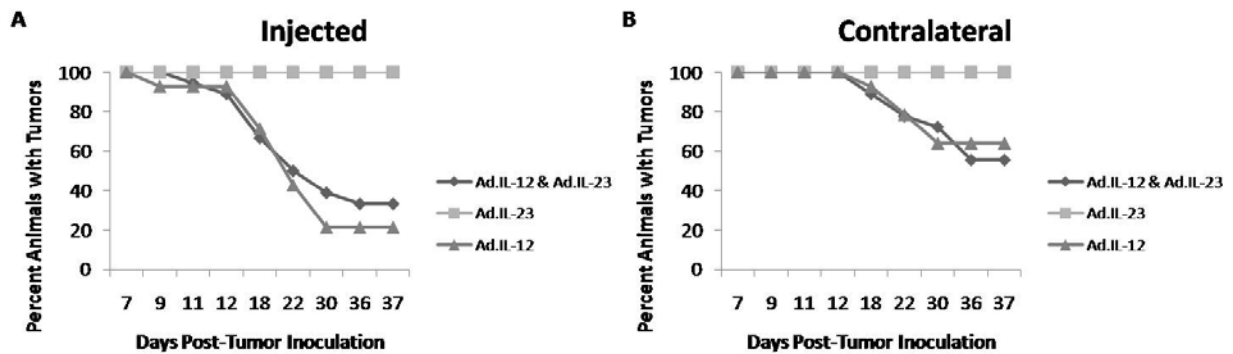 A
Injected
Percent Animals with Tumors
100
80
60
40
20
0
7 9 11 12 18 22 30 36 37
Days Post-Tumor Inoculation
Ad.IL-12 & Ad.IL-23
Ad.IL-23
Ad.IL-12
B
Contralateral
Percent Animals with Tumors
100
80
60
40
20
0
7 9 11 12 18 22 30 36 37
Days Post-Tumor Inoculation
Ad.IL-12 & Ad.IL-23
Ad.IL-23
Ad.IL-12